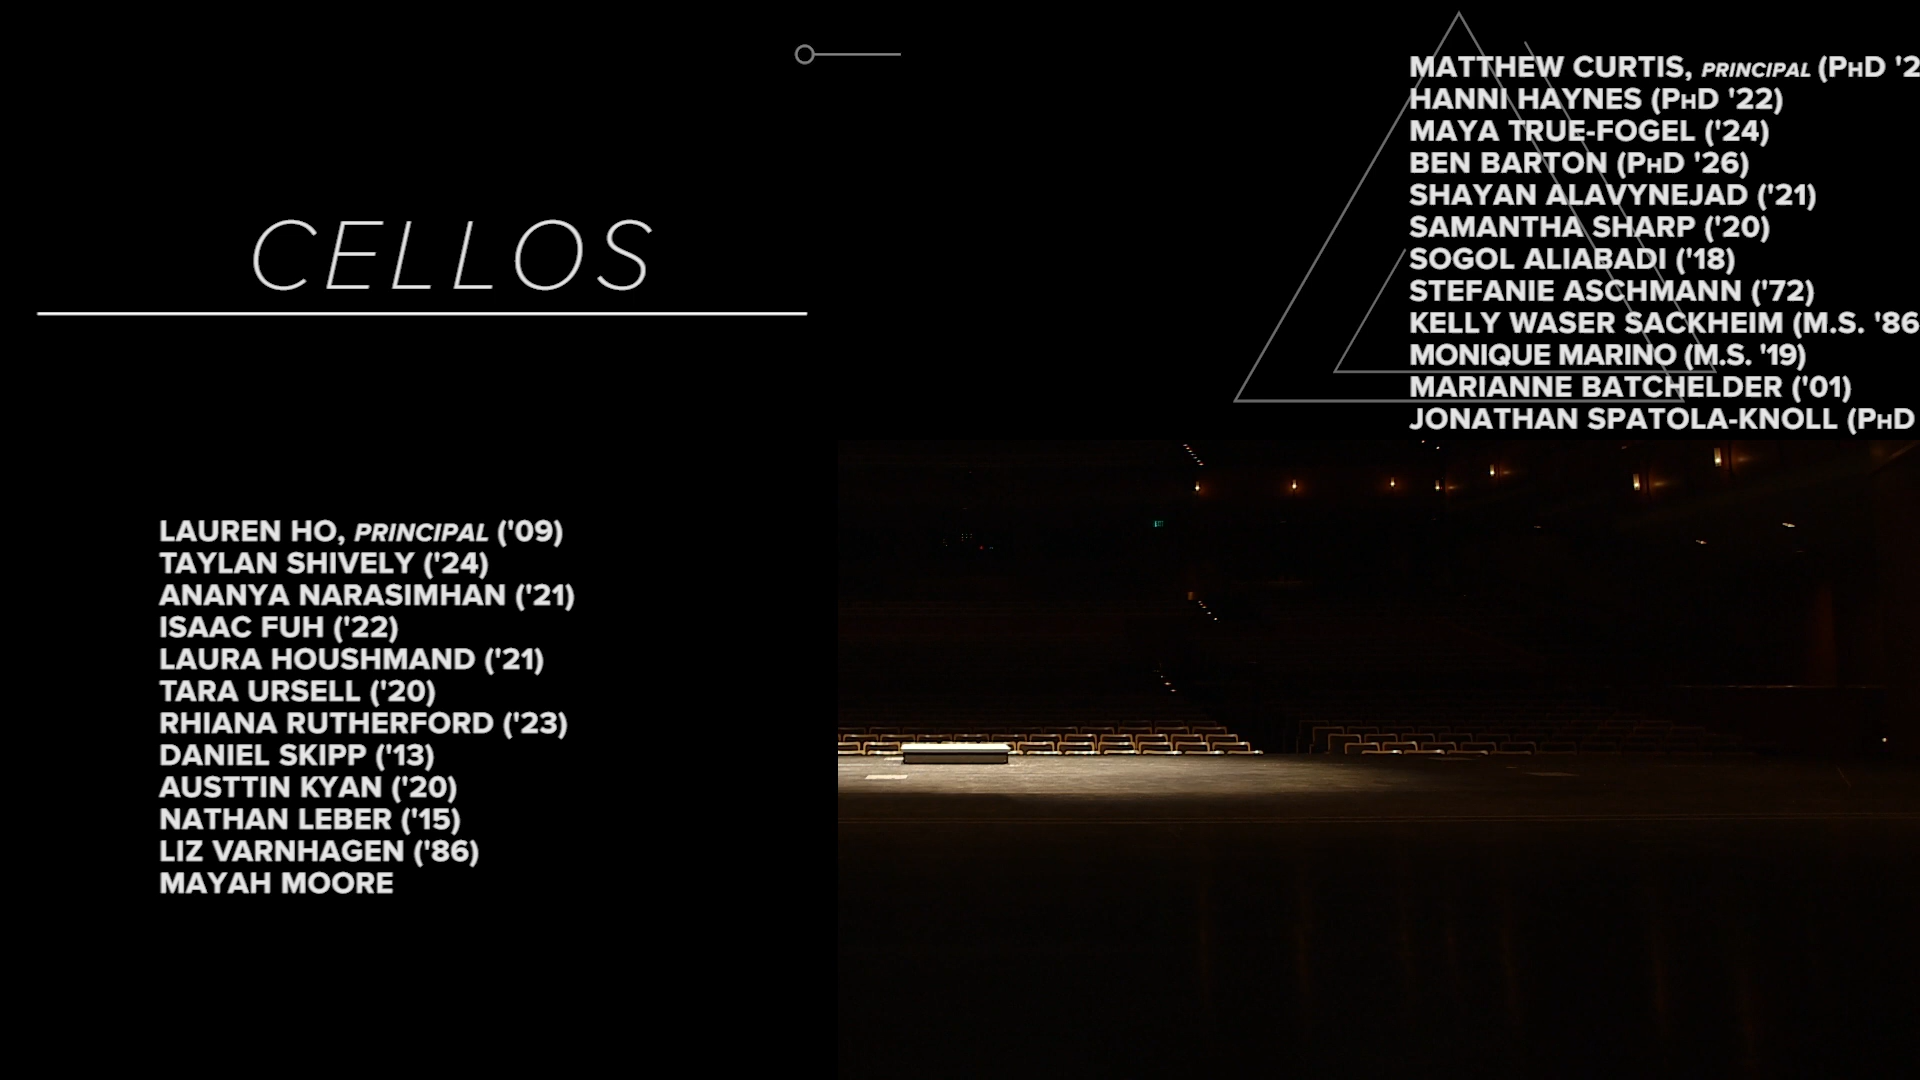 CELLOS
LAUREN HO, PRINCIPAL ('09)
TAYLAN SHIVELY ('24)
ANANYA NARASIMHAN ('21)
ISAAC FUH ('22)
LAURA HOUSHMAND ('21)
TARA URSELL ('20)
RHIANA RUTHERFORD ('23)
DANIEL SKIPP ('13)
AUSTTIN KYAN ('20)
NATHAN LEBER ('15)
LIZ VARNHAGEN ('86)
MAYAH MOORE
MATTHEW CURTIS, PRINCIPAL (PHD '2
HANNI HAYNES (PHD '22)
MAYA TRUE-FOGEL ('24)
BEN BARTON (PHD '26)
SHAYAN ALAVYNEJAD ('21)
SAMANTHA SHARP ('20)
SOGOL ALIABADI ('18)
STEFANIE ASCHMANN ('72)
KELLY WASER SACKHEIM (M.S. '86
MONIQUE MARINO (M.S. '19)
MARIANNE BATCHELDER ('01)
JONATHAN SPATOLA-KNOLL (PHD